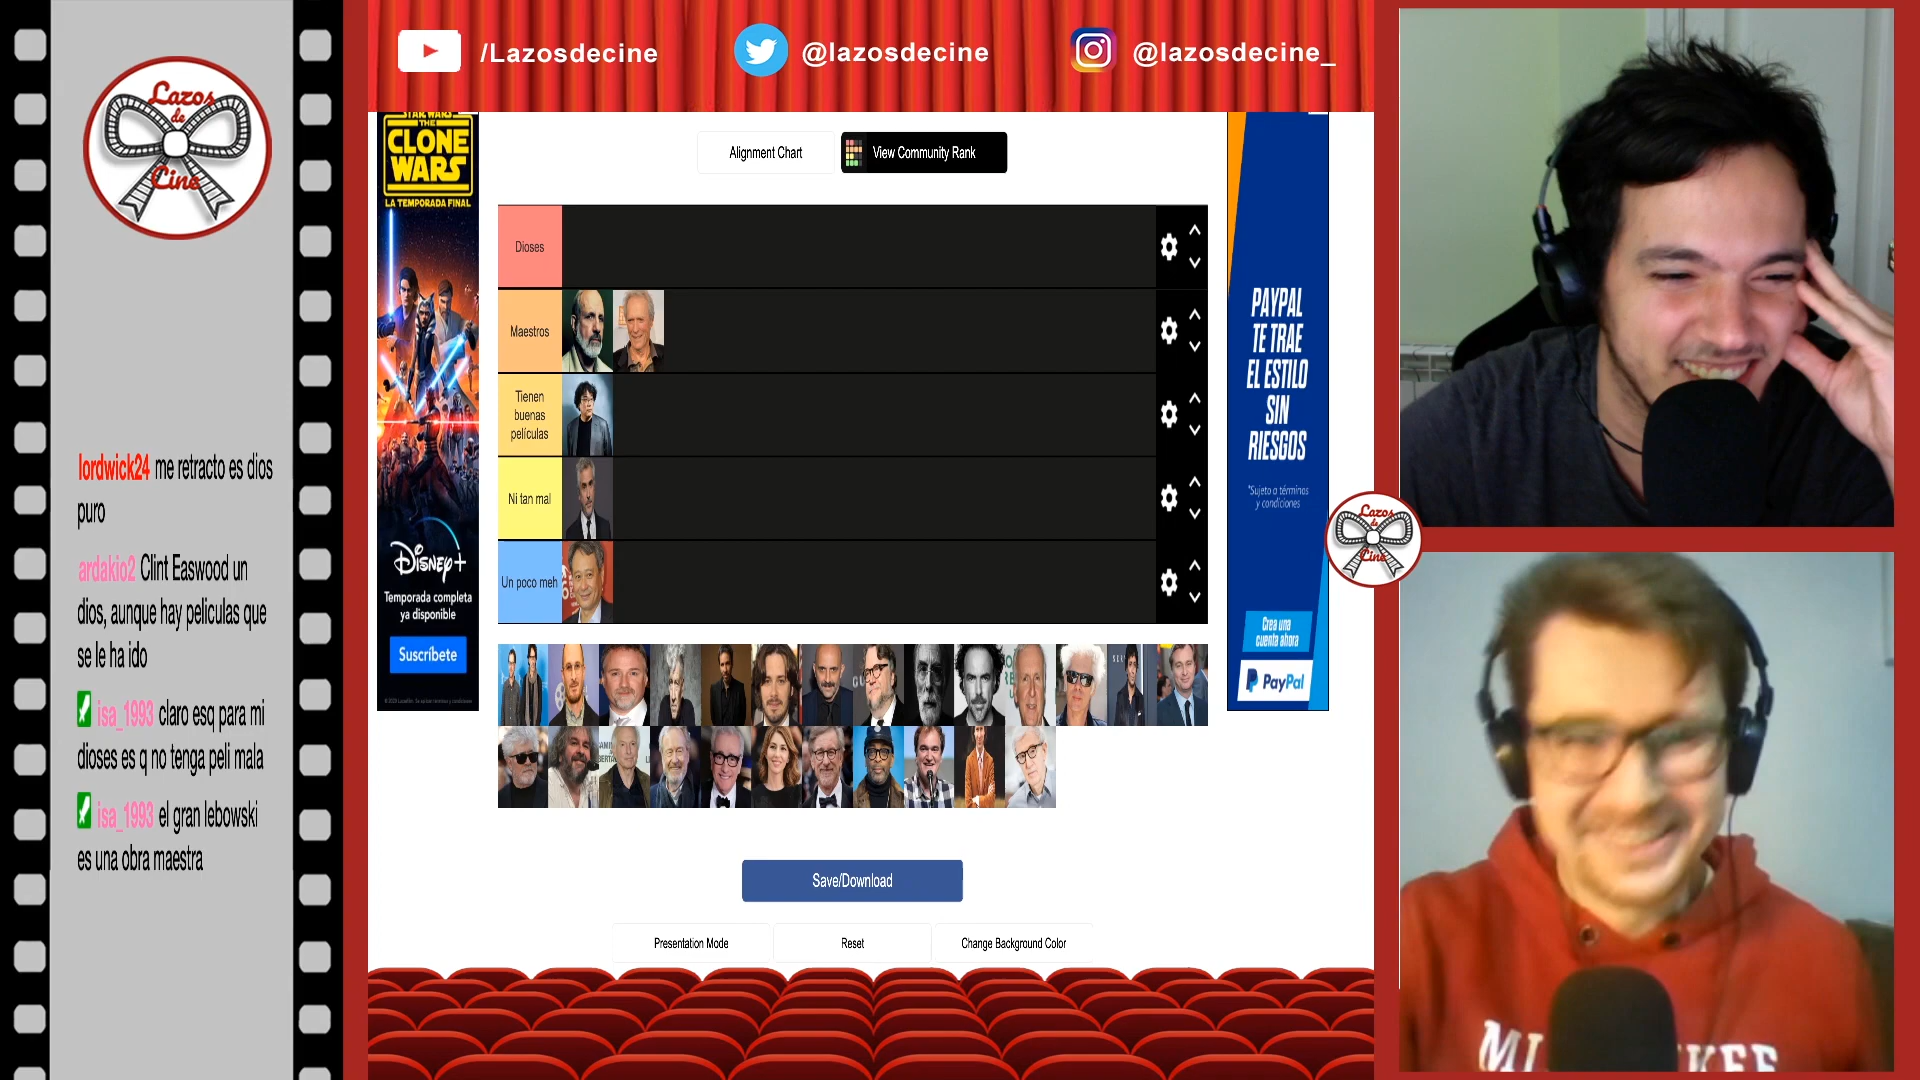 Lazos
de
Cine
/Lazosdecine
@lazosdecine
@lazosdecine_
STAR WARS
THE
CLONE
WARS
LA TEMPORADA FINAL
Disney+
Temporada completa
ya disponible
Suscríbete
Alignment Chart
View Community Rank
Dioses
Maestros
Tienen
buenas
películas
Ni tan mal
Un poco meh
Save/Download
Presentation Mode
Reset
Change Background Color
PAYPAL
TE TRAE
EL ESTILO
SIN
RIESGOS
*Sujeto a términos
y condiciones
Crea una
cuenta ahora
PayPal
lordwick24 me retracto es dios
puro
ardakio2 Clint Easwood un
dios, aunque hay peliculas que
se le ha ido
isa_1993 claro esq para mi
dioses es q no tenga peli mala
isa_1993 el gran lebowski
es una obra maestra
Lazos
de
Cine